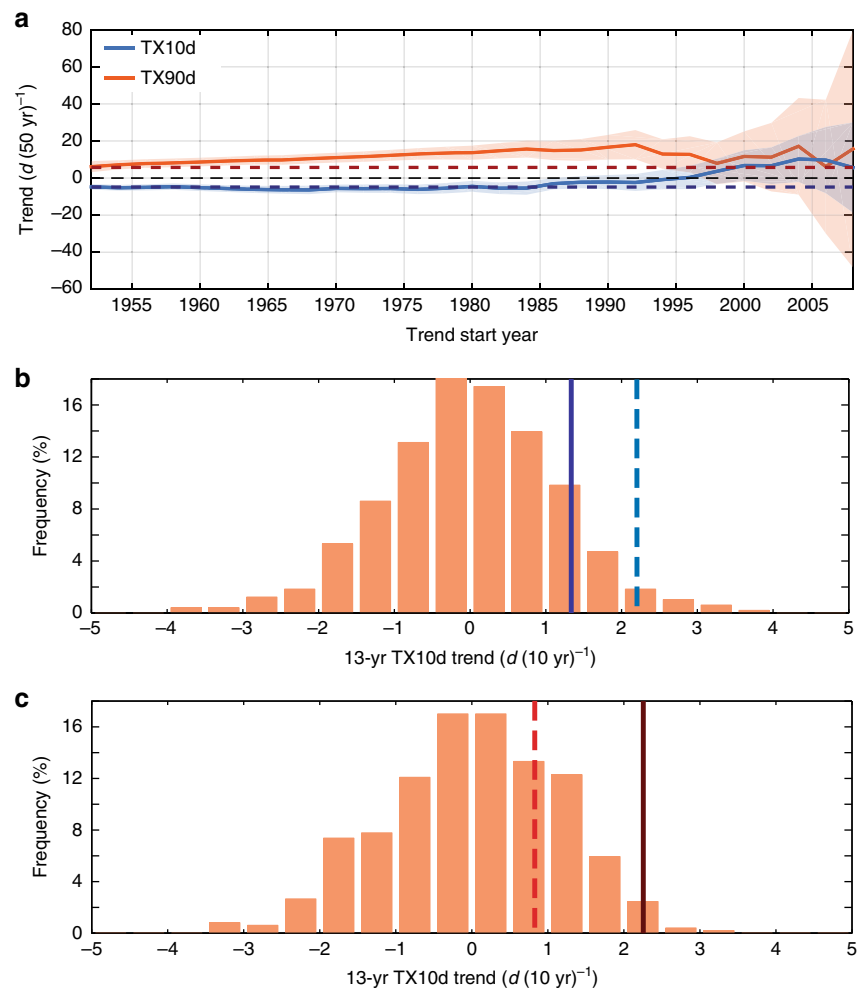 a
TX10d
TX90d
Trend (d (50 yr)⁻¹)
80
60
40
20
0
−20
−40
−60
1955 1960 1965 1970 1975 1980 1985 1990 1995 2000 2005
Trend start year
b
Frequency (%)
16
12
8
4
0
−5 −4 −3 −2 −1 0 1 2 3 4 5
13-yr TX10d trend (d (10 yr)⁻¹)
c
Frequency (%)
16
12
8
4
0
−5 −4 −3 −2 −1 0 1 2 3 4 5
13-yr TX10d trend (d (10 yr)⁻¹)